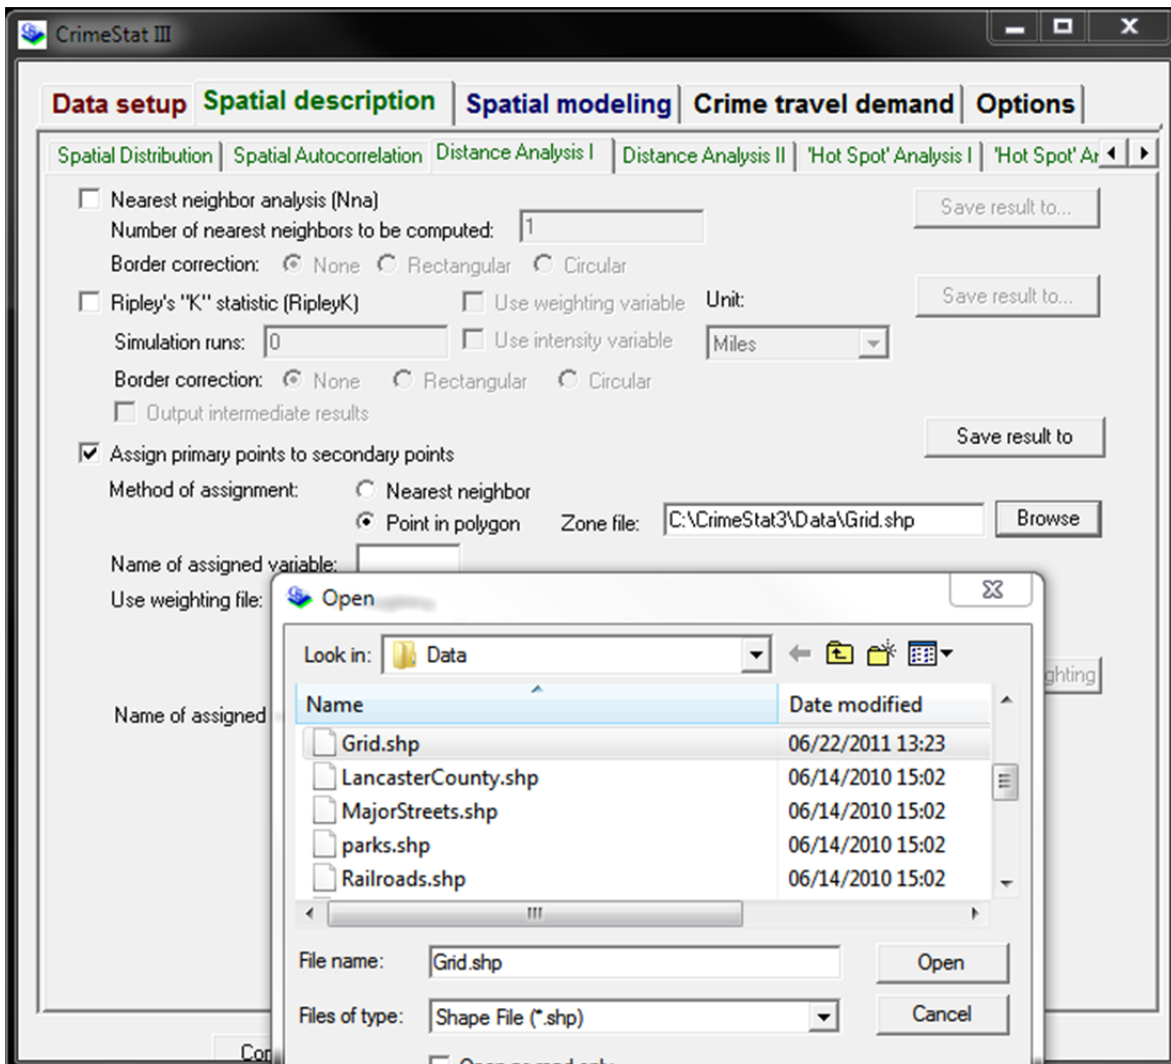 CrimeStat III
Data setup Spatial description Spatial modeling Crime travel demand Options
Spatial Distribution Spatial Autocorrelation Distance Analysis I Distance Analysis II 'Hot Spot' Analysis I 'Hot Spot' Ar
Nearest neighbor analysis (Nna) Save result to...
Number of nearest neighbors to be computed: 1
Border correction: None Rectangular Circular
Ripley's "K" statistic (RipleyK) Use weighting variable Unit: Save result to...
Simulation runs: 0 Use intensity variable Miles
Border correction: None Rectangular Circular
Output intermediate results
Save result to
Assign primary points to secondary points
Method of assignment: Nearest neighbor
Point in polygon Zone file: C:\CrimeStat3\Data\Grid.shp Browse
Name of assigned variable:
Use weighting file:
Open
Look in: Data
ghting
Name Date modified
Name of assigned
Grid.shp 06/22/2011 13:23
LancasterCounty.shp 06/14/2010 15:02
MajorStreets.shp 06/14/2010 15:02
parks.shp 06/14/2010 15:02
Railroads.shp 06/14/2010 15:02
File name: Grid.shp Open
Files of type: Shape File (*.shp) Cancel
Com